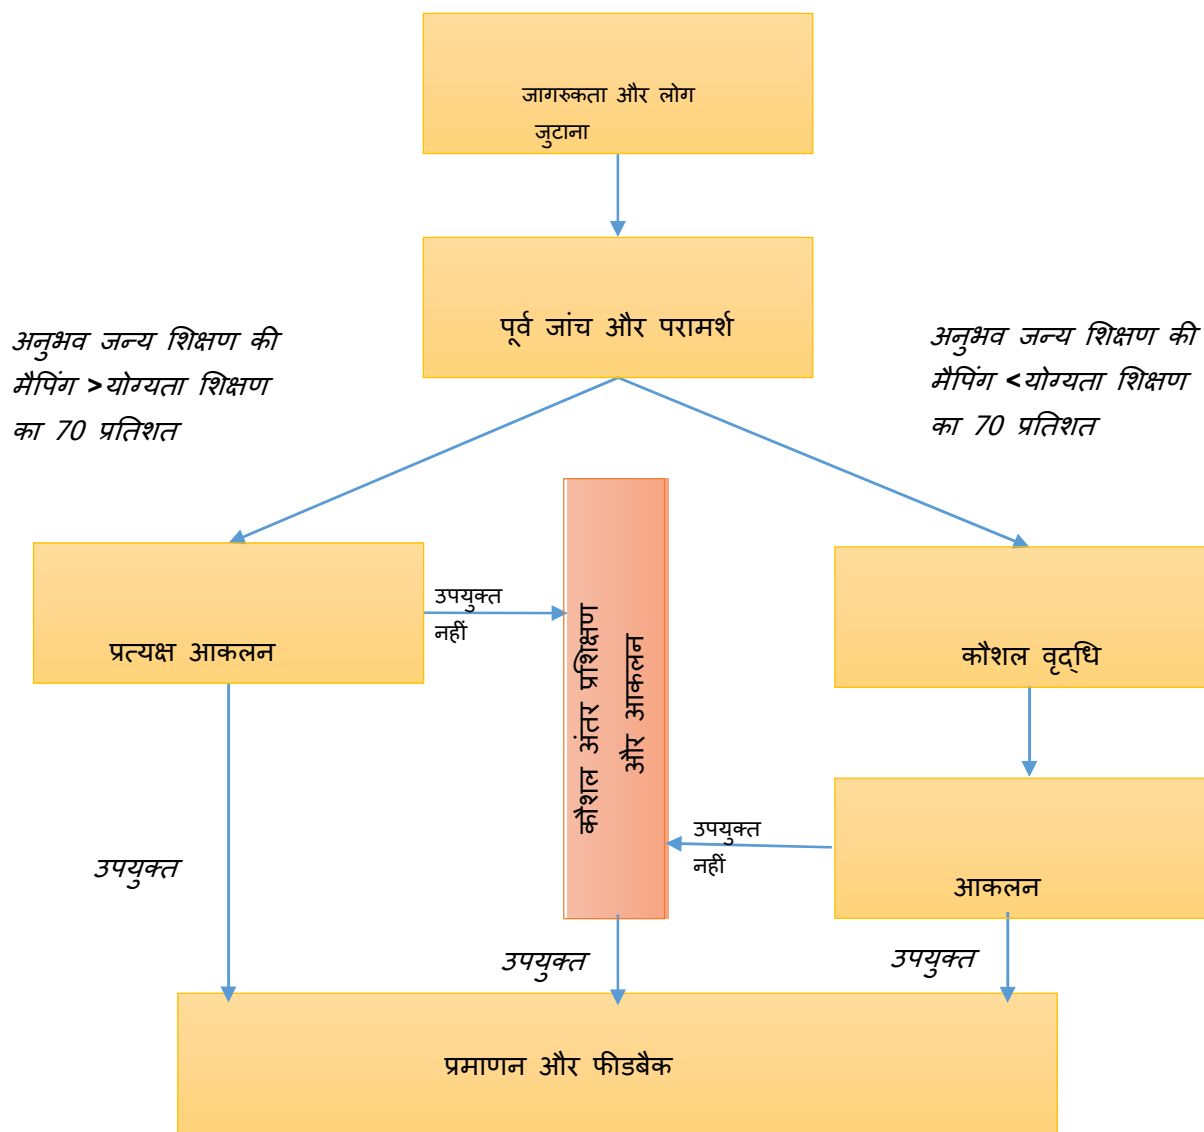 जागरुकता और लोग
जुटाना
पूर्व जांच और परामर्श
अनुभव जन्य शिक्षण की
मैपिंग >योग्यता शिक्षण
का 70 प्रतिशत
अनुभव जन्य शिक्षण की
मैपिंग <योग्यता शिक्षण
का 70 प्रतिशत
प्रत्यक्ष आकलन
उपयुक्त
नहीं
कौशल अंतर प्रशिक्षण
और आकलन
कौशल वृद्धि
उपयुक्त
नहीं
आकलन
उपयुक्त
उपयुक्त
उपयुक्त
प्रमाणन और फीडबैक